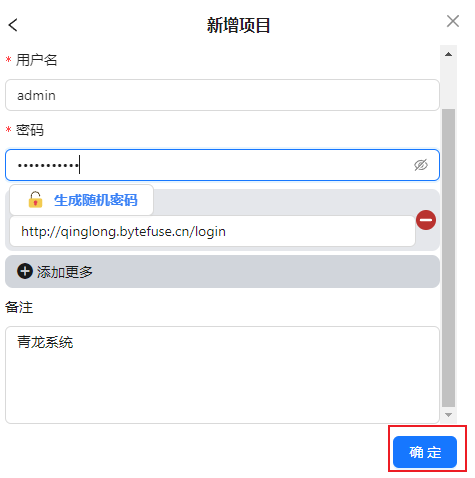 新增项目
* 用户名
admin
* 密码
•••••••••••
生成随机密码
http://qinglong.bytefuse.cn/login
添加更多
备注
青龙系统
确 定